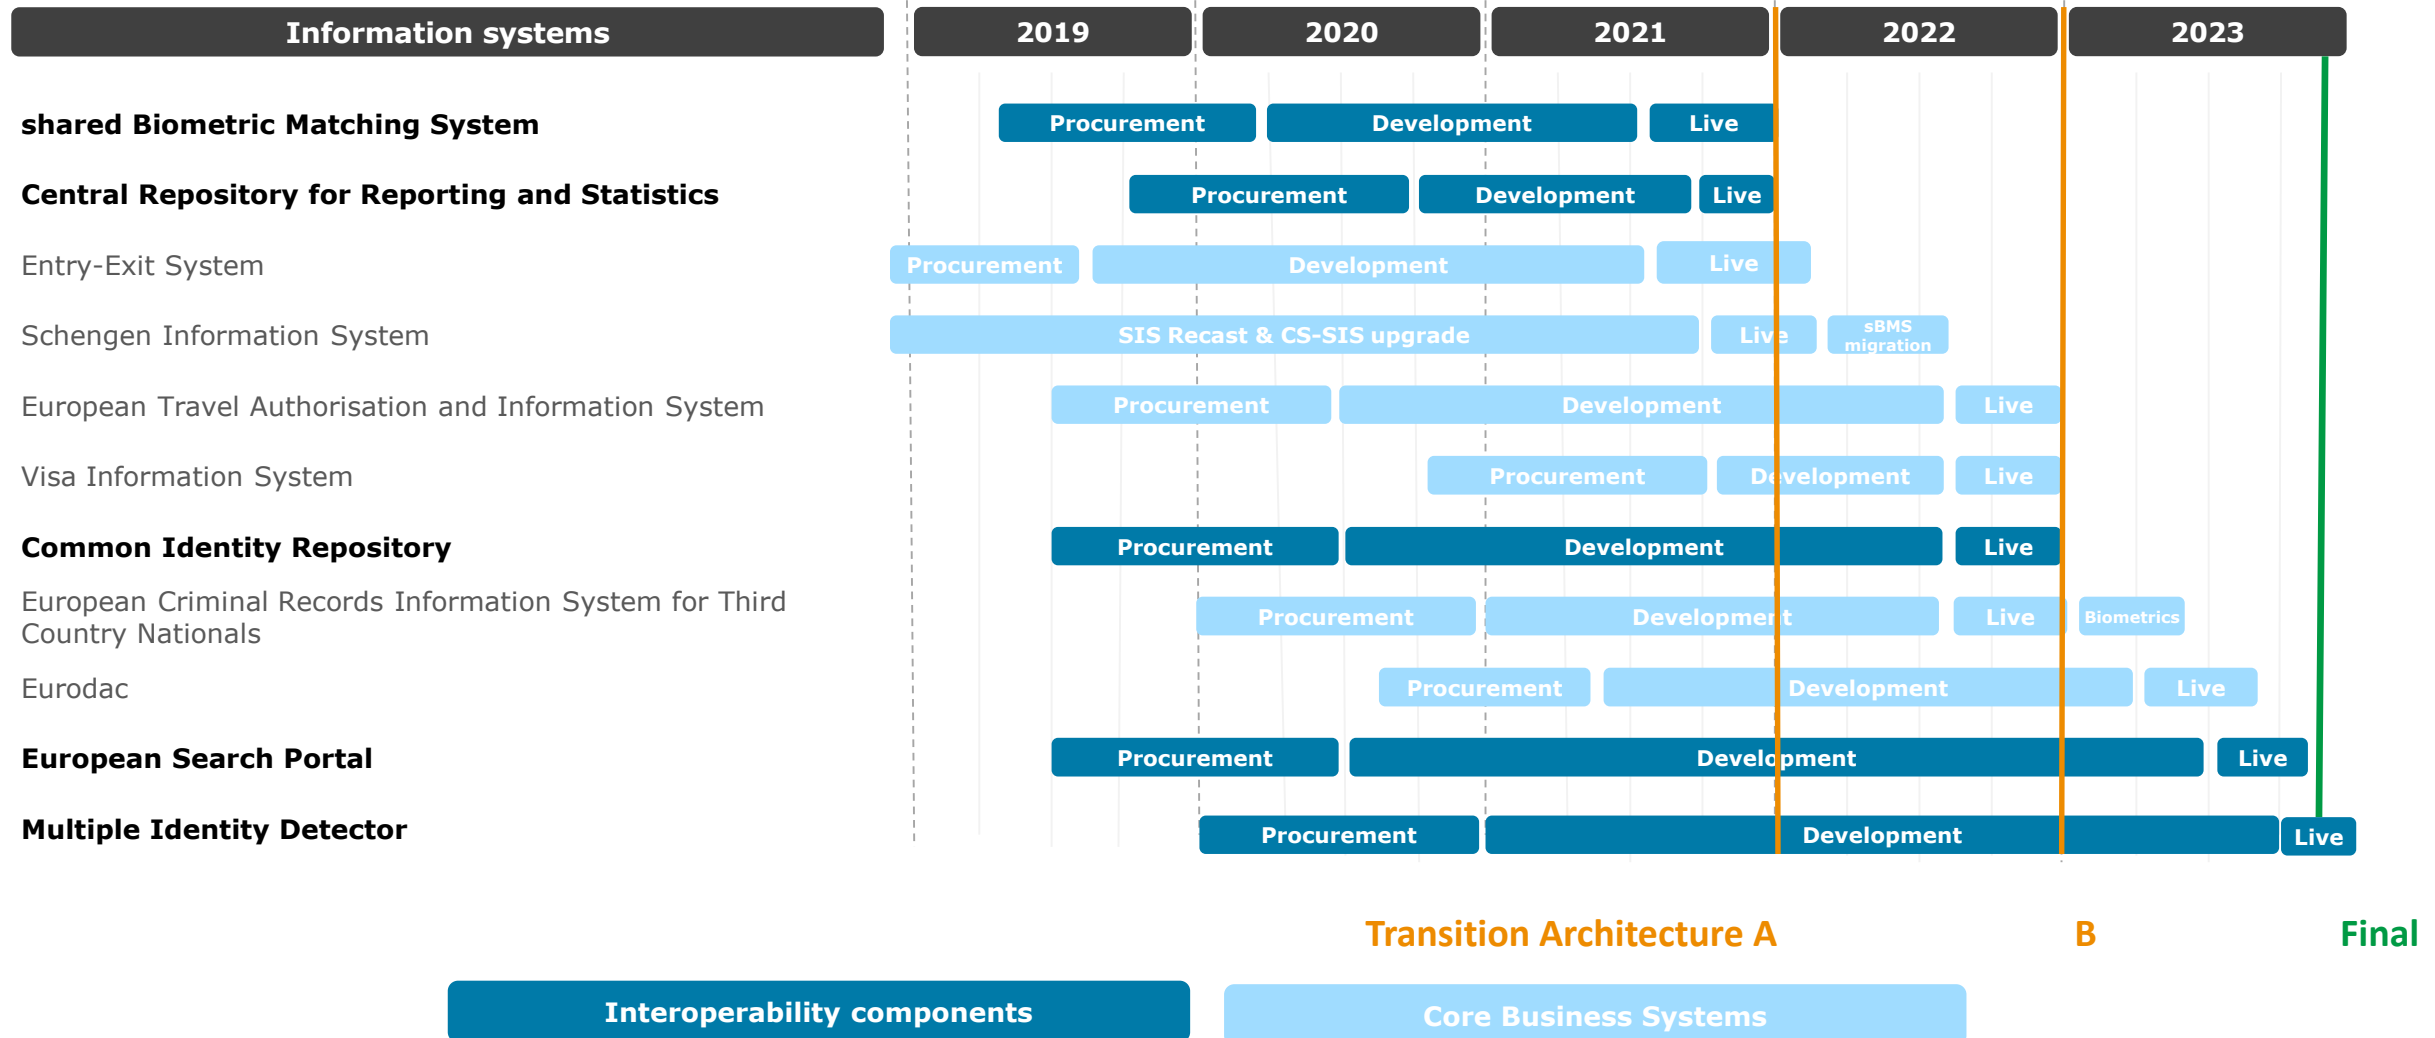 Information systems 2019 2020 2021 2022 2023
shared Biometric Matching System Procurement Development Live
Central Repository for Reporting and Statistics Procurement Development Live
Entry-Exit System Procurement Development Live
Schengen Information System SIS Recast & CS-SIS upgrade Live sBMS
migration
European Travel Authorisation and Information System Procurement Development Live
Visa Information System Procurement Development Live
Common Identity Repository Procurement Development Live
European Criminal Records Information System for Third
Country Nationals Procurement Development Live Biometrics
Eurodac Procurement Development Live
European Search Portal Procurement Development Live
Multiple Identity Detector Procurement Development Live
Transition Architecture A B Final
Interoperability components Core Business Systems